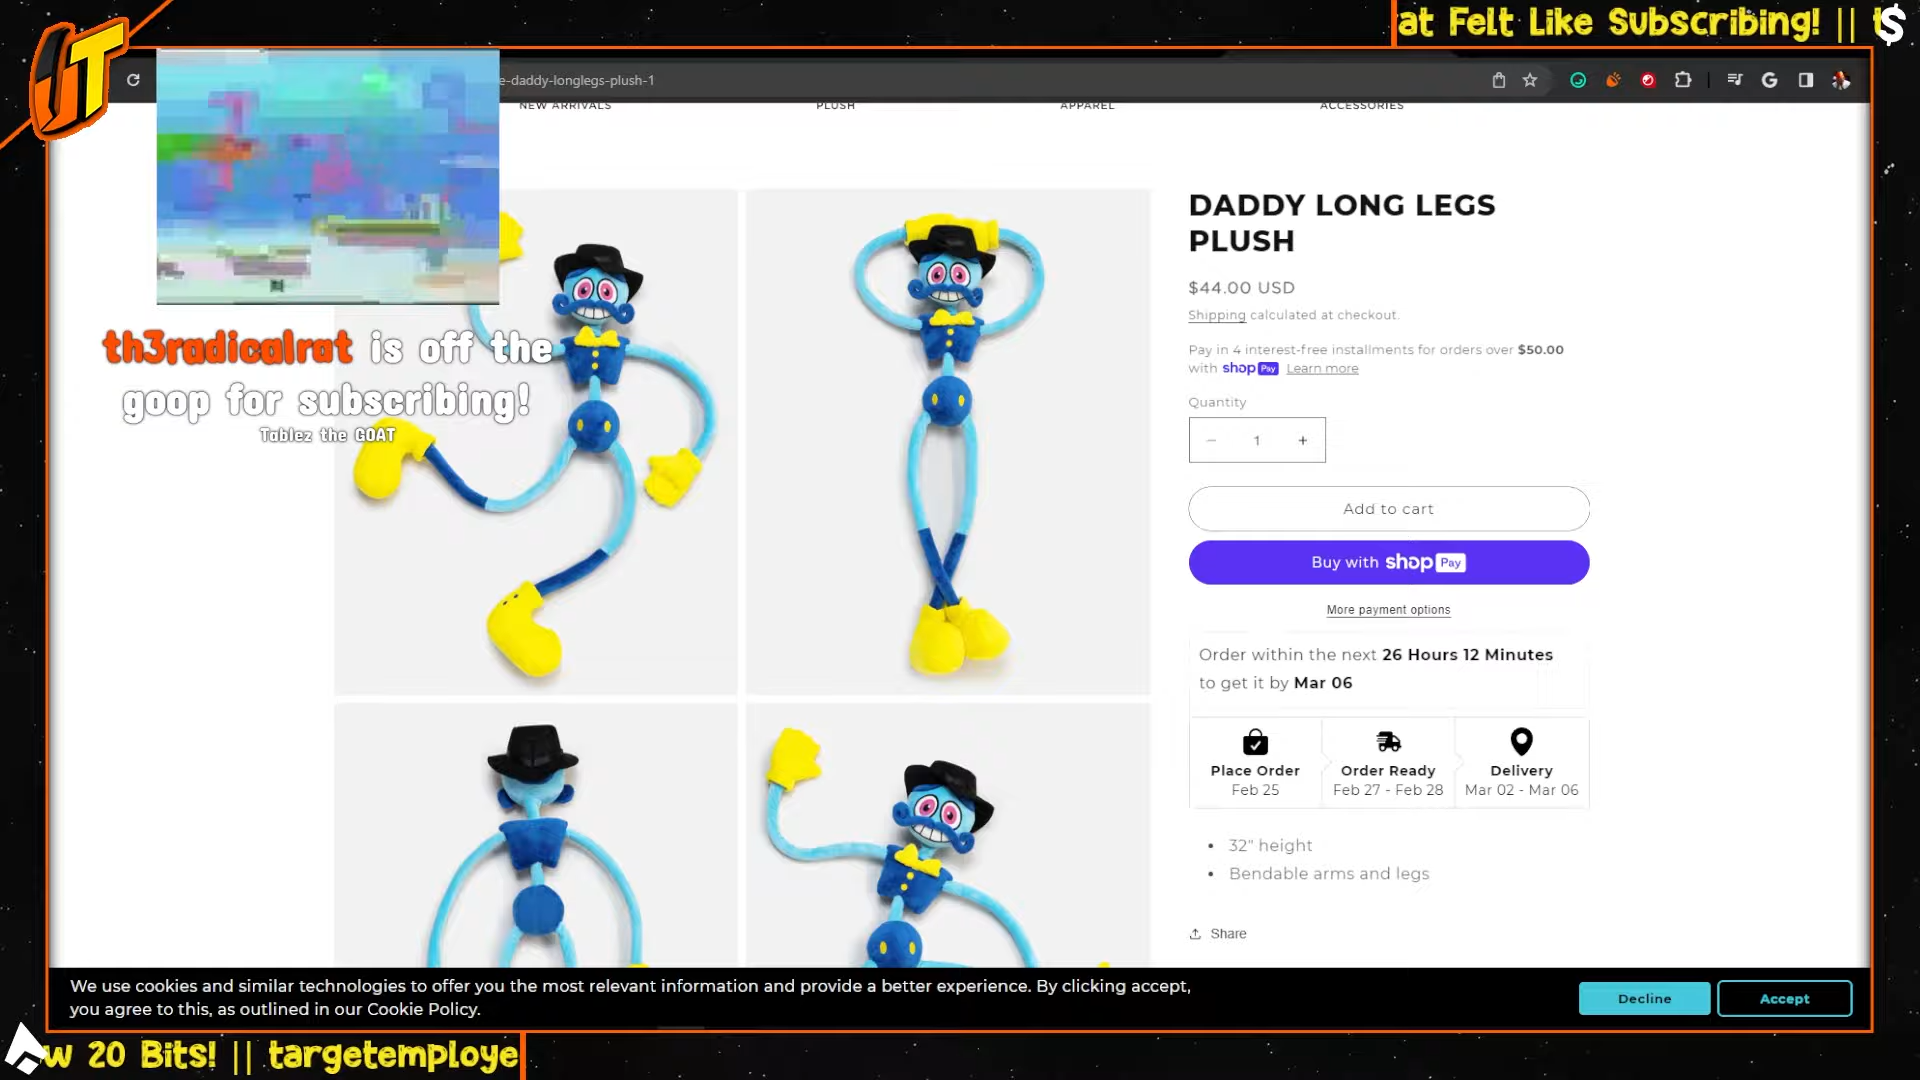 at Felt Like Subscribing! ||
e-daddy-longlegs-plush-1
NEW ARRIVALS
PLUSH
APPAREL
ACCESSORIES
th3radicalrat is off the
goop for subscribing!
Tablez the GOAT
DADDY LONG LEGS
PLUSH
$44.00 USD
Shipping calculated at checkout.
Pay in 4 interest-free installments for orders over $50.00
with shop Pay Learn more
Quantity
− 1 +
Add to cart
Buy with shop Pay
More payment options
Order within the next 26 Hours 12 Minutes
to get it by Mar 06
Place Order
Feb 25
Order Ready
Feb 27 - Feb 28
Delivery
Mar 02 - Mar 06
• 32" height
• Bendable arms and legs
Share
We use cookies and similar technologies to offer you the most relevant information and provide a better experience. By clicking accept,
you agree to this, as outlined in our Cookie Policy.
Decline
Accept
w 20 Bits! || targetemploye